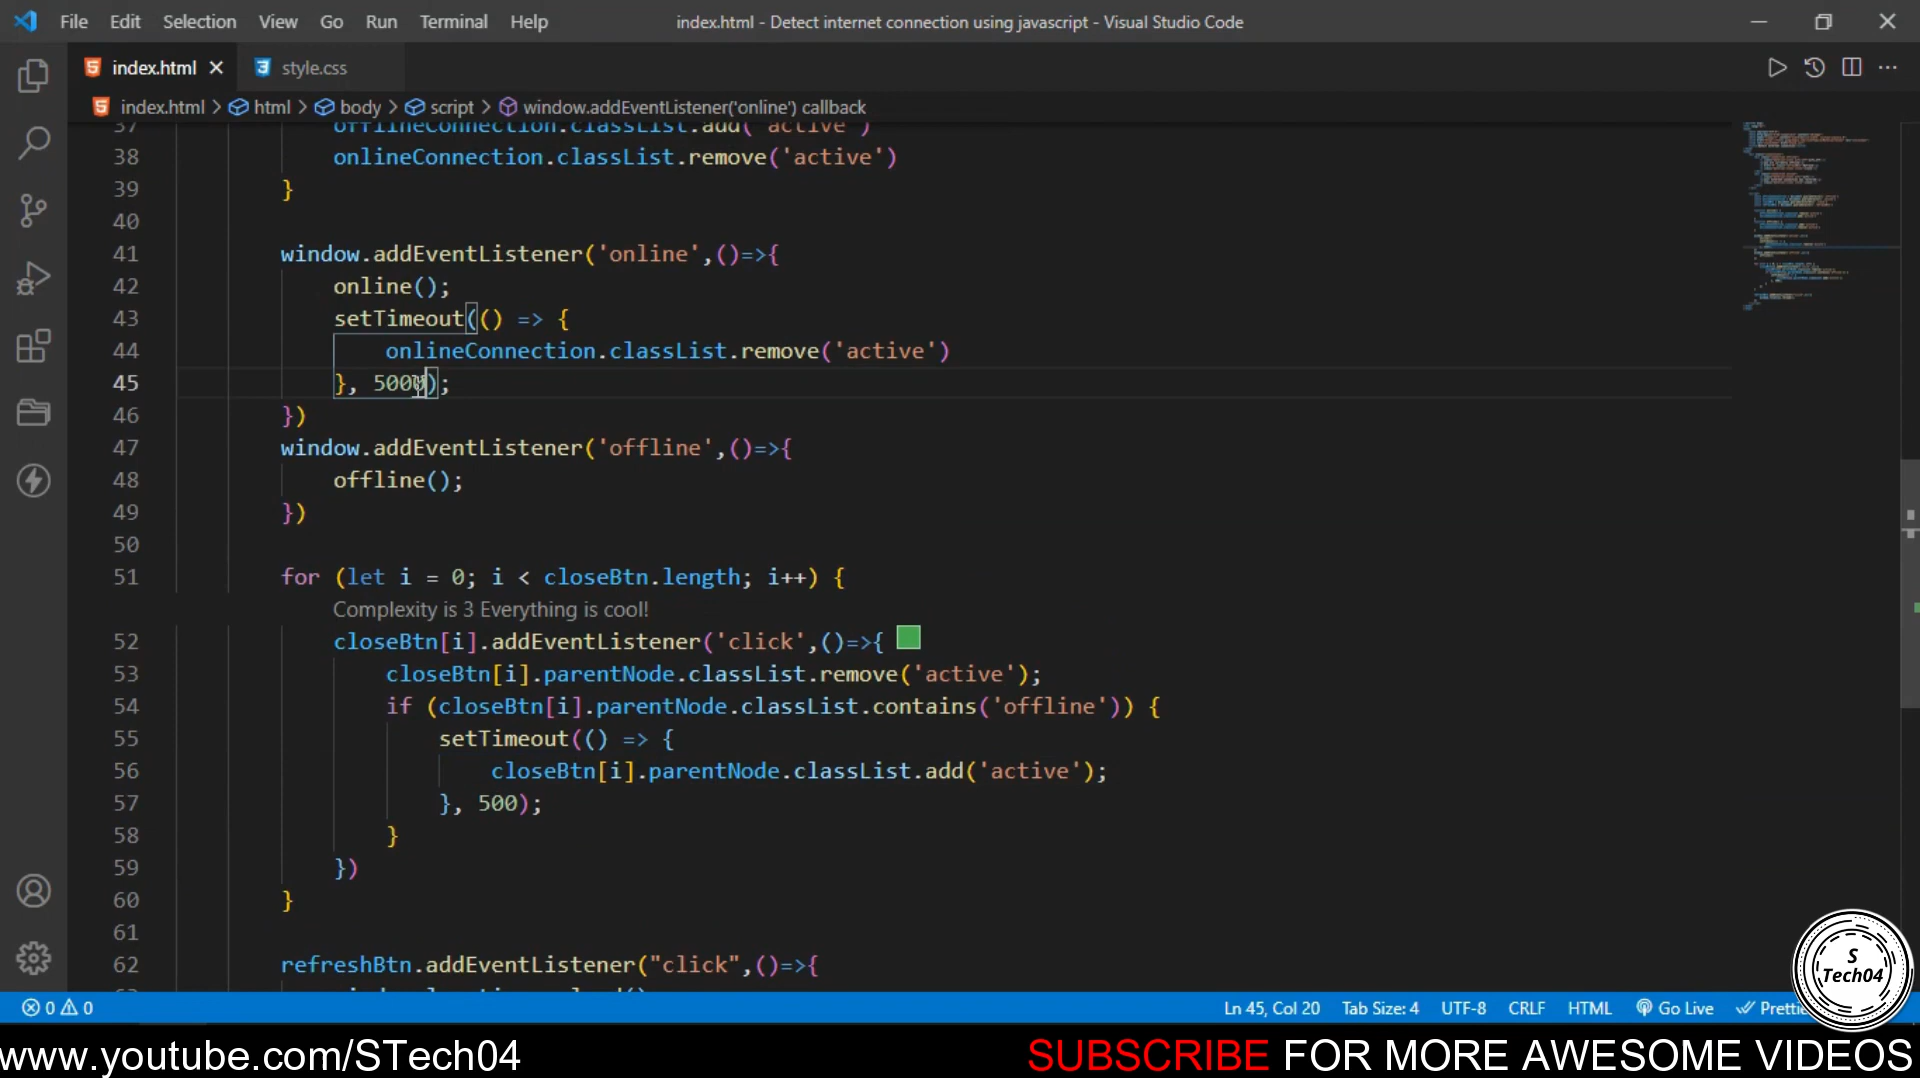 File Edit Selection View Go Run Terminal Help index.html - Detect internet connection using javascript - Visual Studio Code
index.html style.css
index.html > html > body > script > window.addEventListener('online') callback
37 offlineConnection.classList.add('active')
38 onlineConnection.classList.remove('active')
39 }
40
41 window.addEventListener('online',()=>{
42 online();
43 setTimeout(() => {
44 onlineConnection.classList.remove('active')
45 }, 5000);
46 })
47 window.addEventListener('offline',()=>{
48 offline();
49 })
50
51 for (let i = 0; i < closeBtn.length; i++) {
Complexity is 3 Everything is cool!
52 closeBtn[i].addEventListener('click',()=>{
53 closeBtn[i].parentNode.classList.remove('active');
54 if (closeBtn[i].parentNode.classList.contains('offline')) {
55 setTimeout(() => {
56 closeBtn[i].parentNode.classList.add('active');
57 }, 500);
58 }
59 })
60 }
61
62 refreshBtn.addEventListener("click",()=>{
S
Tech04
0 0 Ln 45, Col 20 Tab Size: 4 UTF-8 CRLF HTML Go Live Prettie
www.youtube.com/STech04 SUBSCRIBE FOR MORE AWESOME VIDEOS